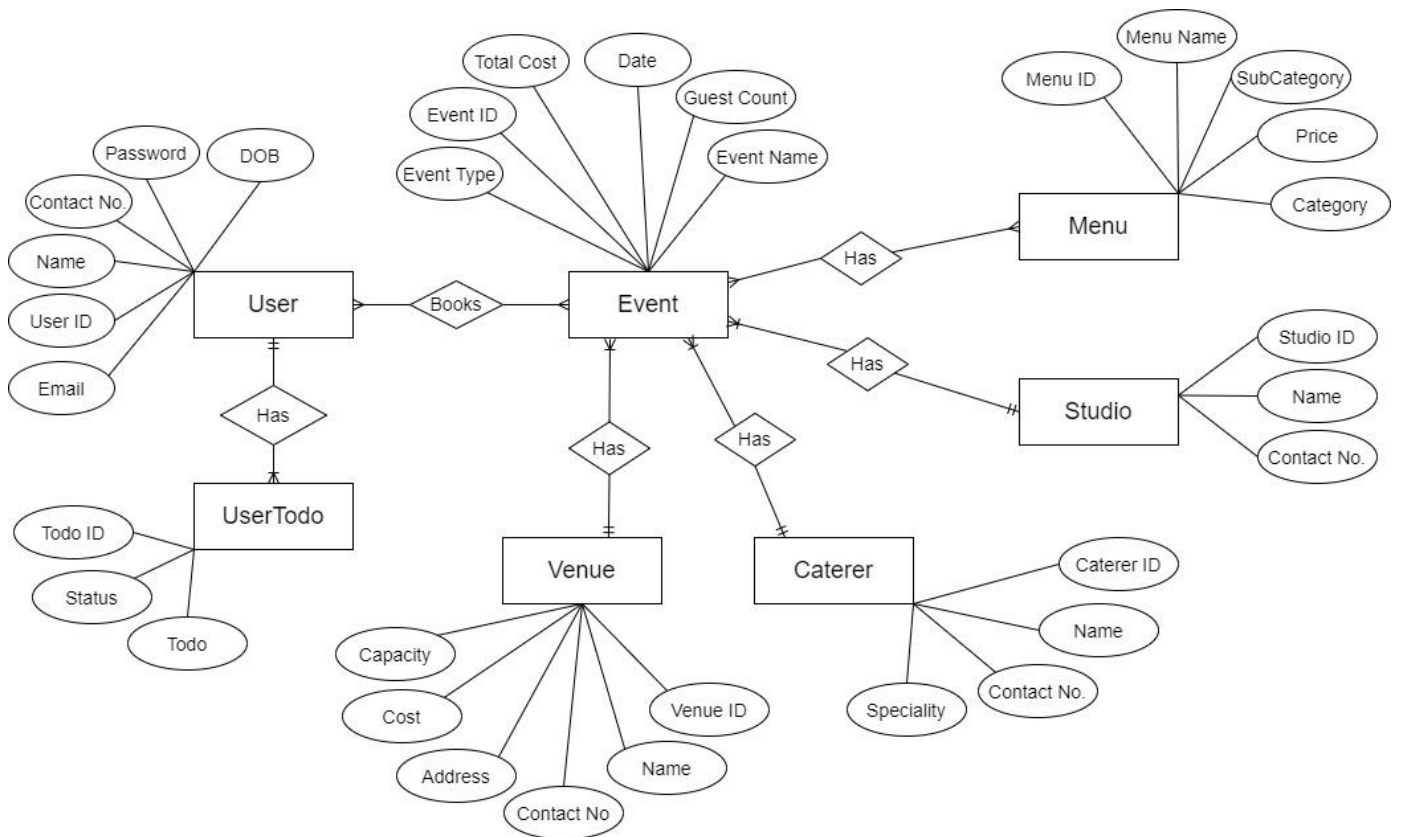 Menu Name
Total Cost
Date
Menu ID
SubCategory
Guest Count
Event ID
Price
Password
DOB
Event Name
Event Type
Contact No.
Category
Menu
Has
Name
User
Books
Event
User ID
Studio ID
Has
Email
Name
Studio
Has
Has
Has
Contact No.
UserTodo
Todo ID
Venue
Caterer
Caterer ID
Status
Name
Todo
Capacity
Contact No.
Venue ID
Speciality
Cost
Name
Address
Contact No